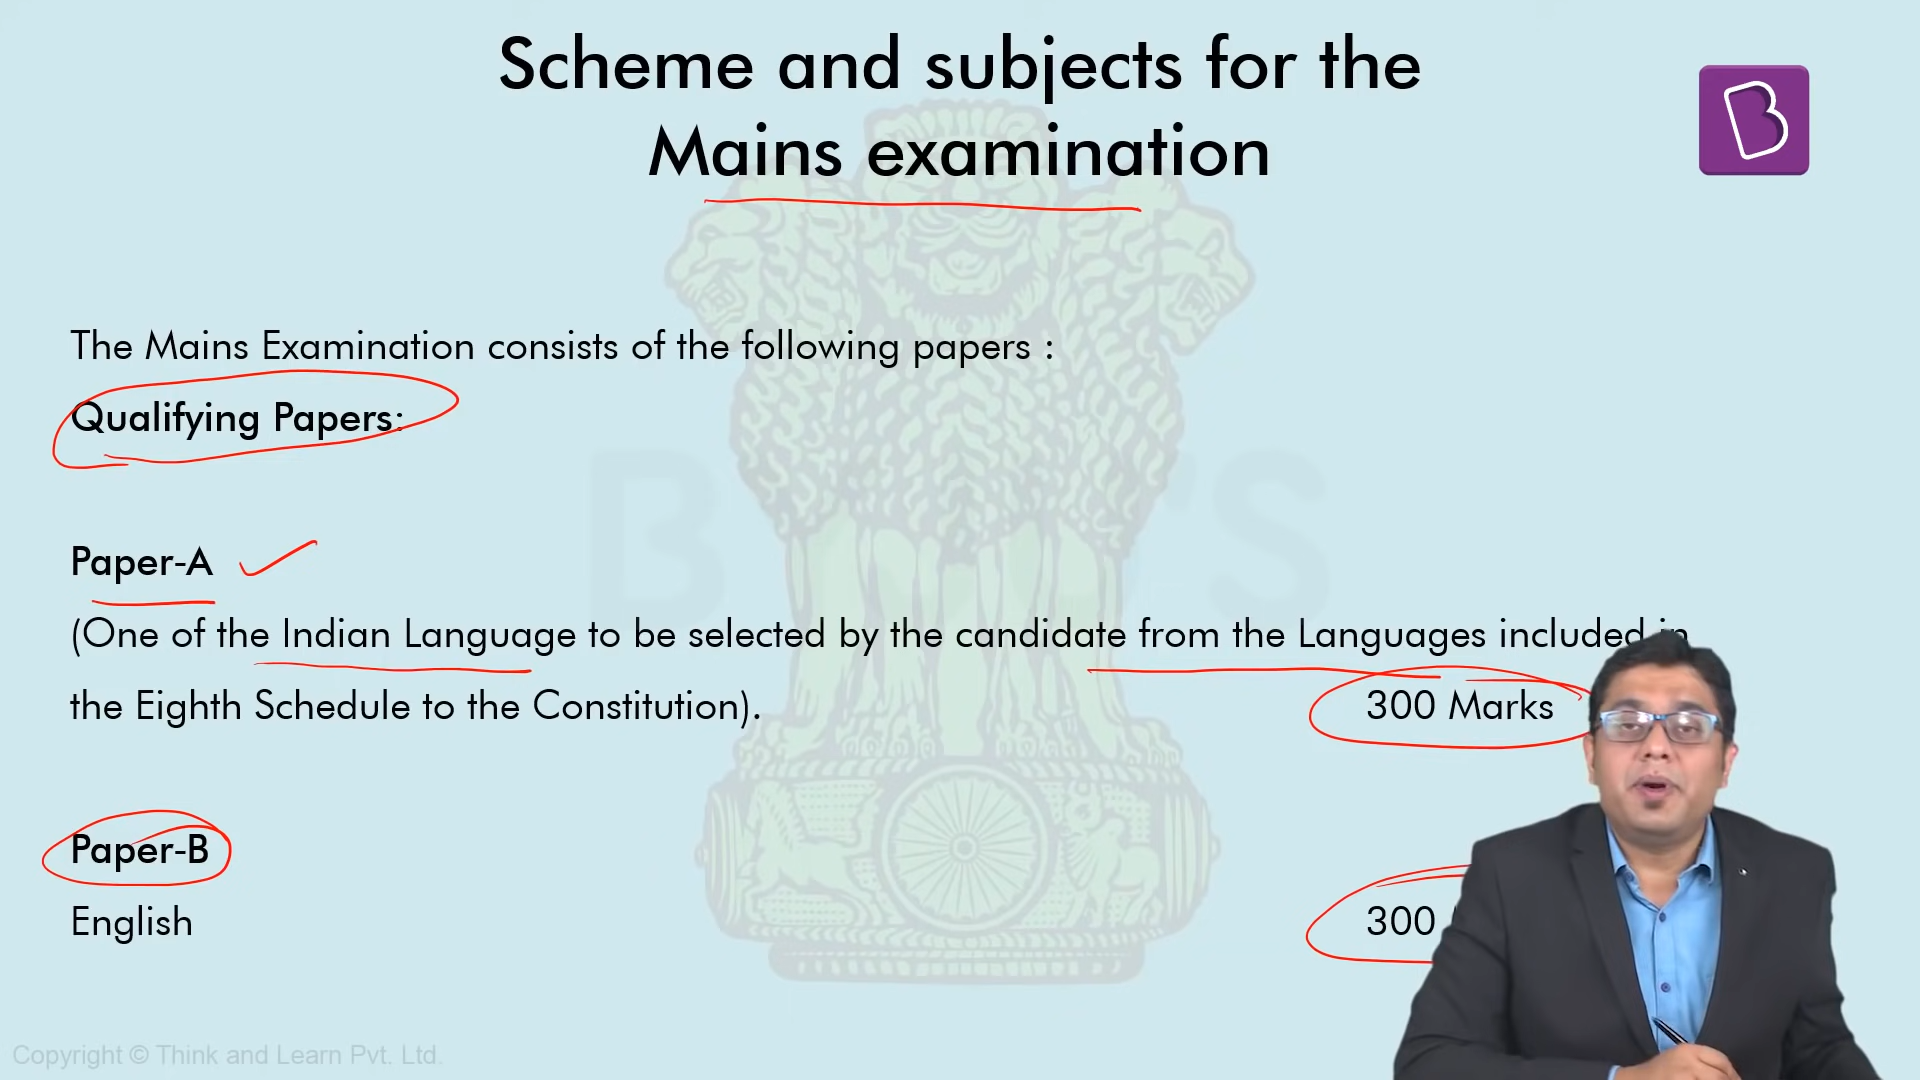 Scheme and subjects for the
Mains examination
The Mains Examination consists of the following papers :
Qualifying Papers:
Paper-A
(One of the Indian Language to be selected by the candidate from the Languages included in
the Eighth Schedule to the Constitution).
300 Marks
Paper-B
English
300
Copyright © Think and Learn Pvt. Ltd.